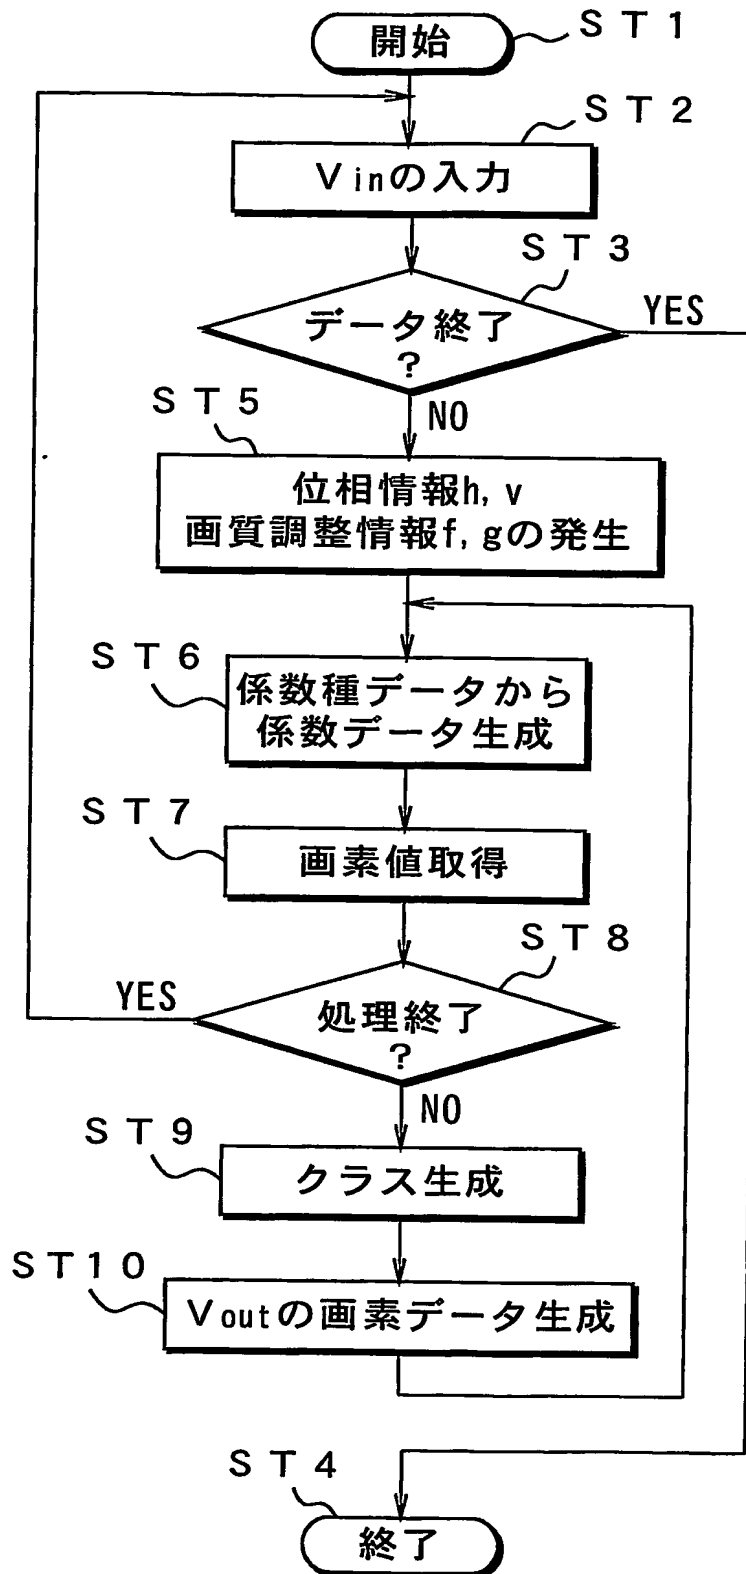 ST1
開始
ST2
Vinの入力
ST3
データ終了
?
YES
NO
ST5
位相情報h, v
画質調整情報f, gの発生
ST6
係数種データから
係数データ生成
ST7
画素値取得
ST8
処理終了
?
YES
NO
ST9
クラス生成
ST10
Voutの画素データ生成
ST4
終了